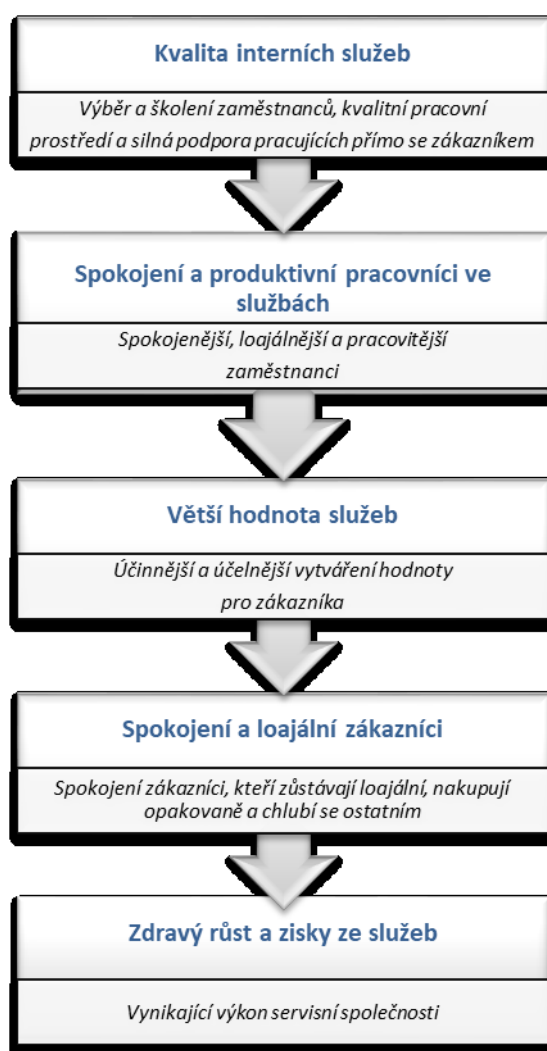 Kvalita interních služeb
Výběr a školení zaměstnanců, kvalitní pracovní
prostředí a silná podpora pracujících přímo se zákazníkem
Spokojení a produktivní pracovníci ve
službách
Spokojenější, loajálnější a pracovitější
zaměstnanci
Větší hodnota služeb
Účinnější a účelnější vytváření hodnoty
pro zákazníka
Spokojení a loajální zákazníci
Spokojení zákazníci, kteří zůstávají loajální, nakupují
opakovaně a chlubí se ostatním
Zdravý růst a zisky ze služeb
Vynikající výkon servisní společnosti